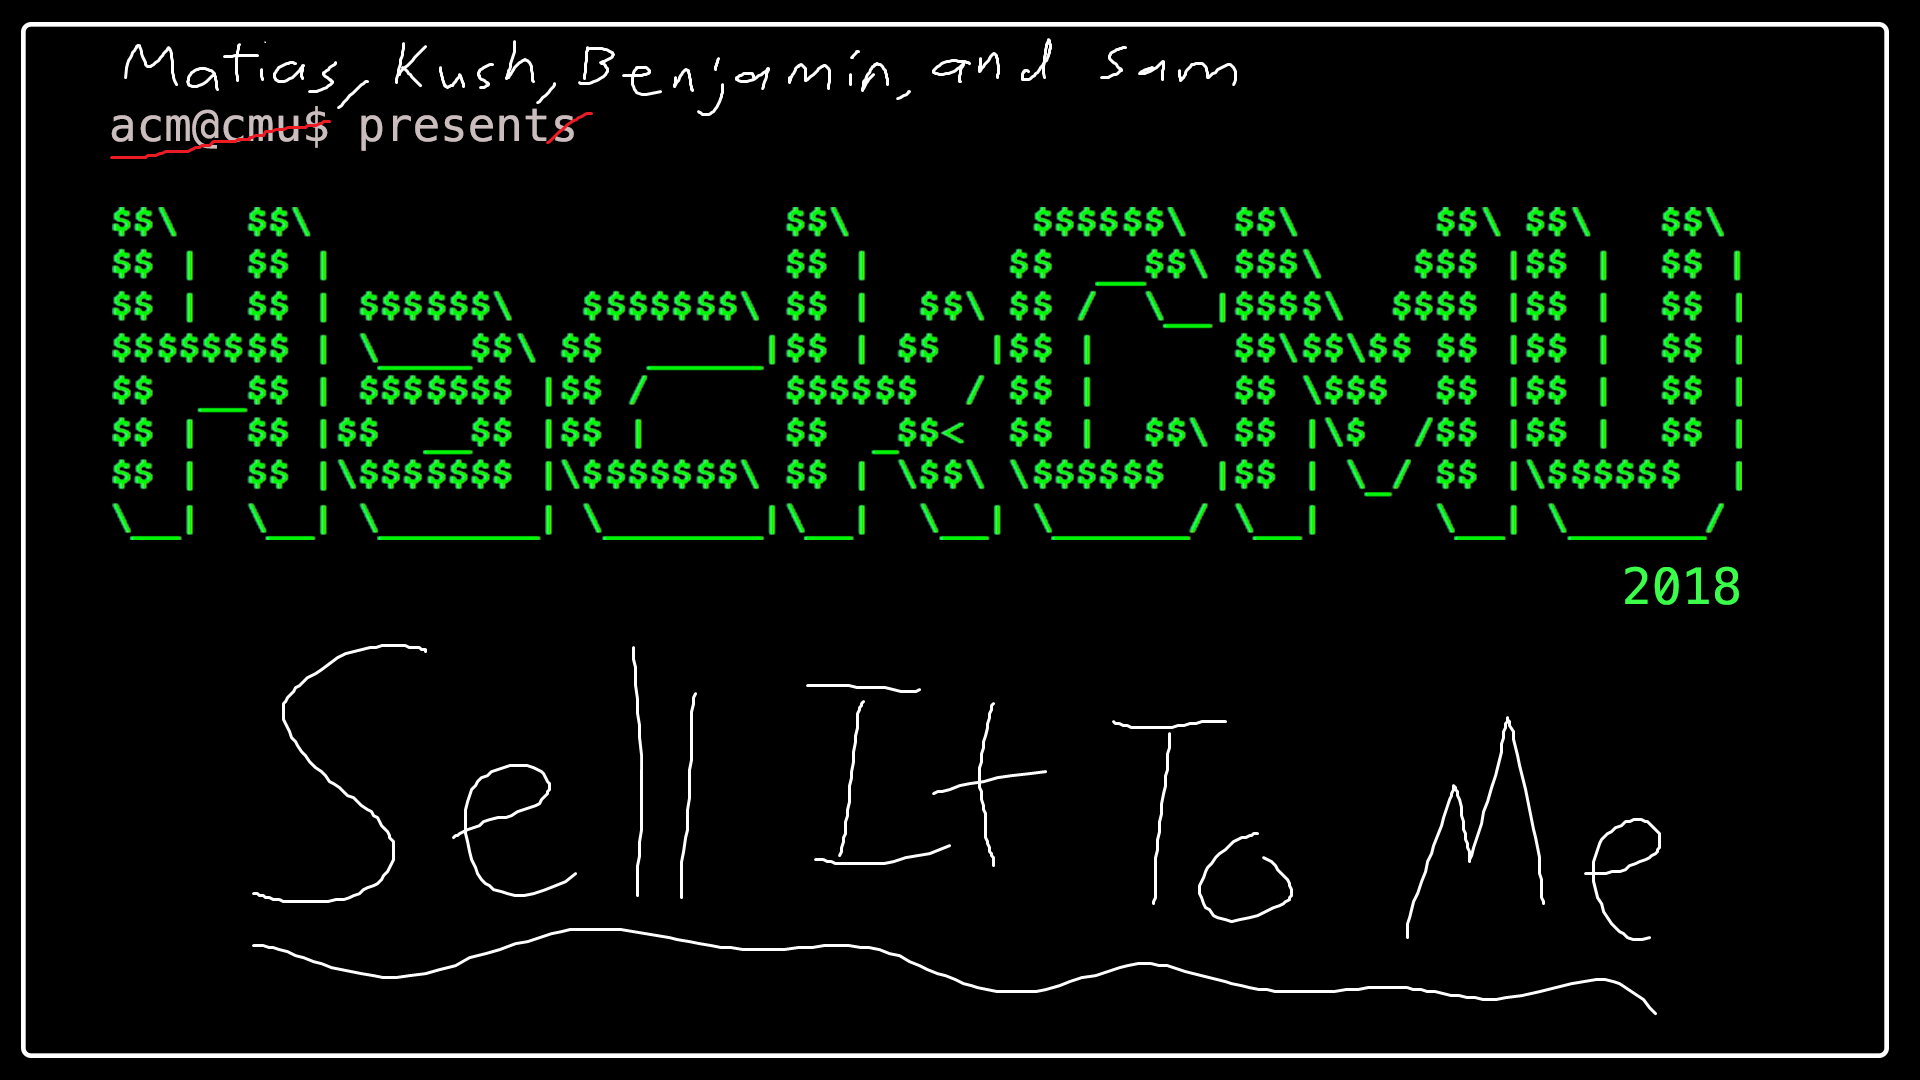 Matias, Kush, Benjamin, and Sam
acm@cmu$ presents
HackCMU
2018
Sell It To Me